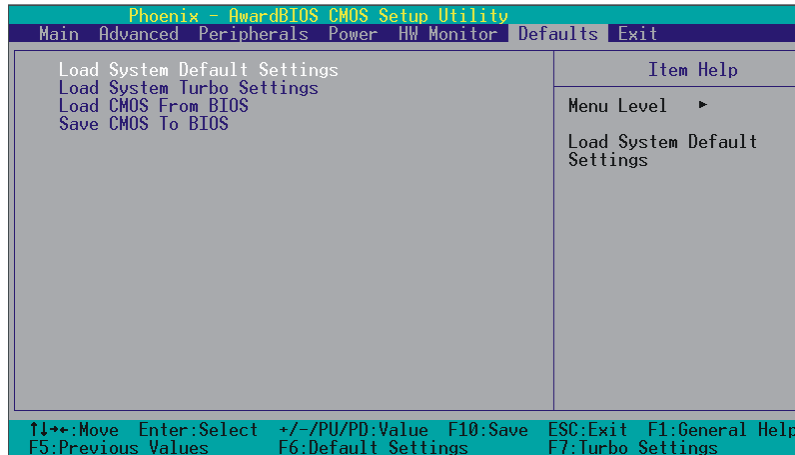 Phoenix - AwardBIOS CMOS Setup Utility
Main Advanced Peripherals Power HW Monitor Defaults Exit
Load System Default Settings
Load System Turbo Settings
Load CMOS From BIOS
Save CMOS To BIOS
Item Help
Menu Level ►
Load System Default
Settings
↑↓→←:Move Enter:Select +/-/PU/PD:Value F10:Save ESC:Exit F1:General Help
F5:Previous Values F6:Default Settings F7:Turbo Settings